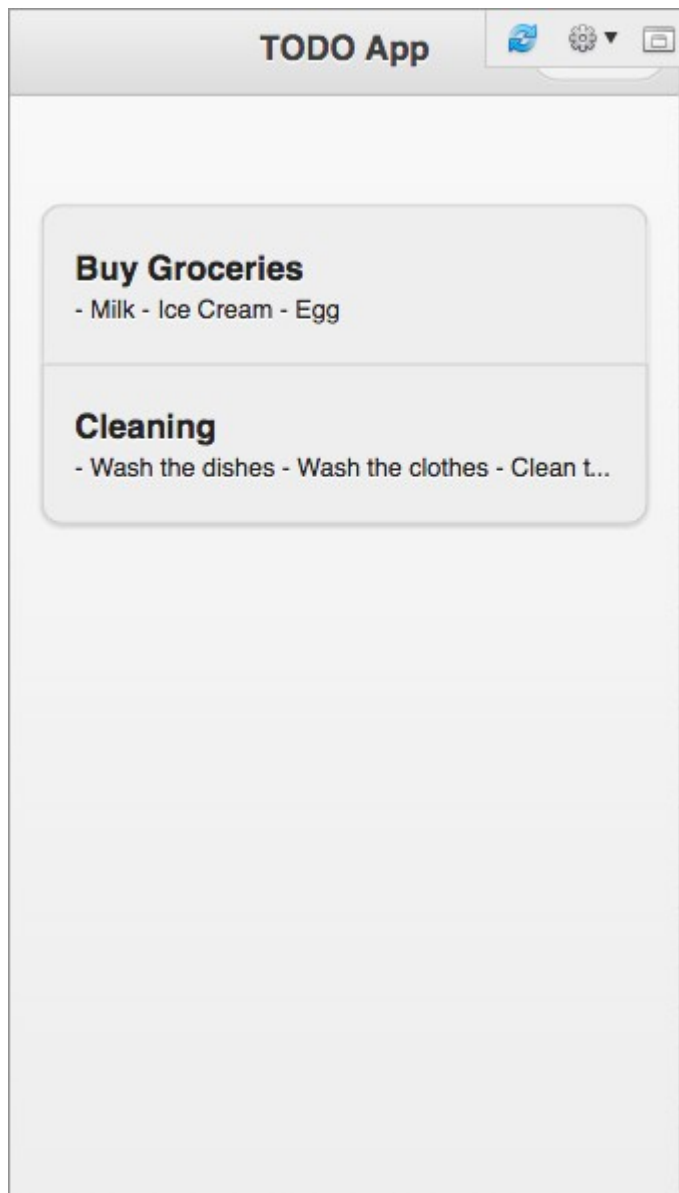 TODO App
Buy Groceries
- Milk - Ice Cream - Egg
Cleaning
- Wash the dishes - Wash the clothes - Clean t...